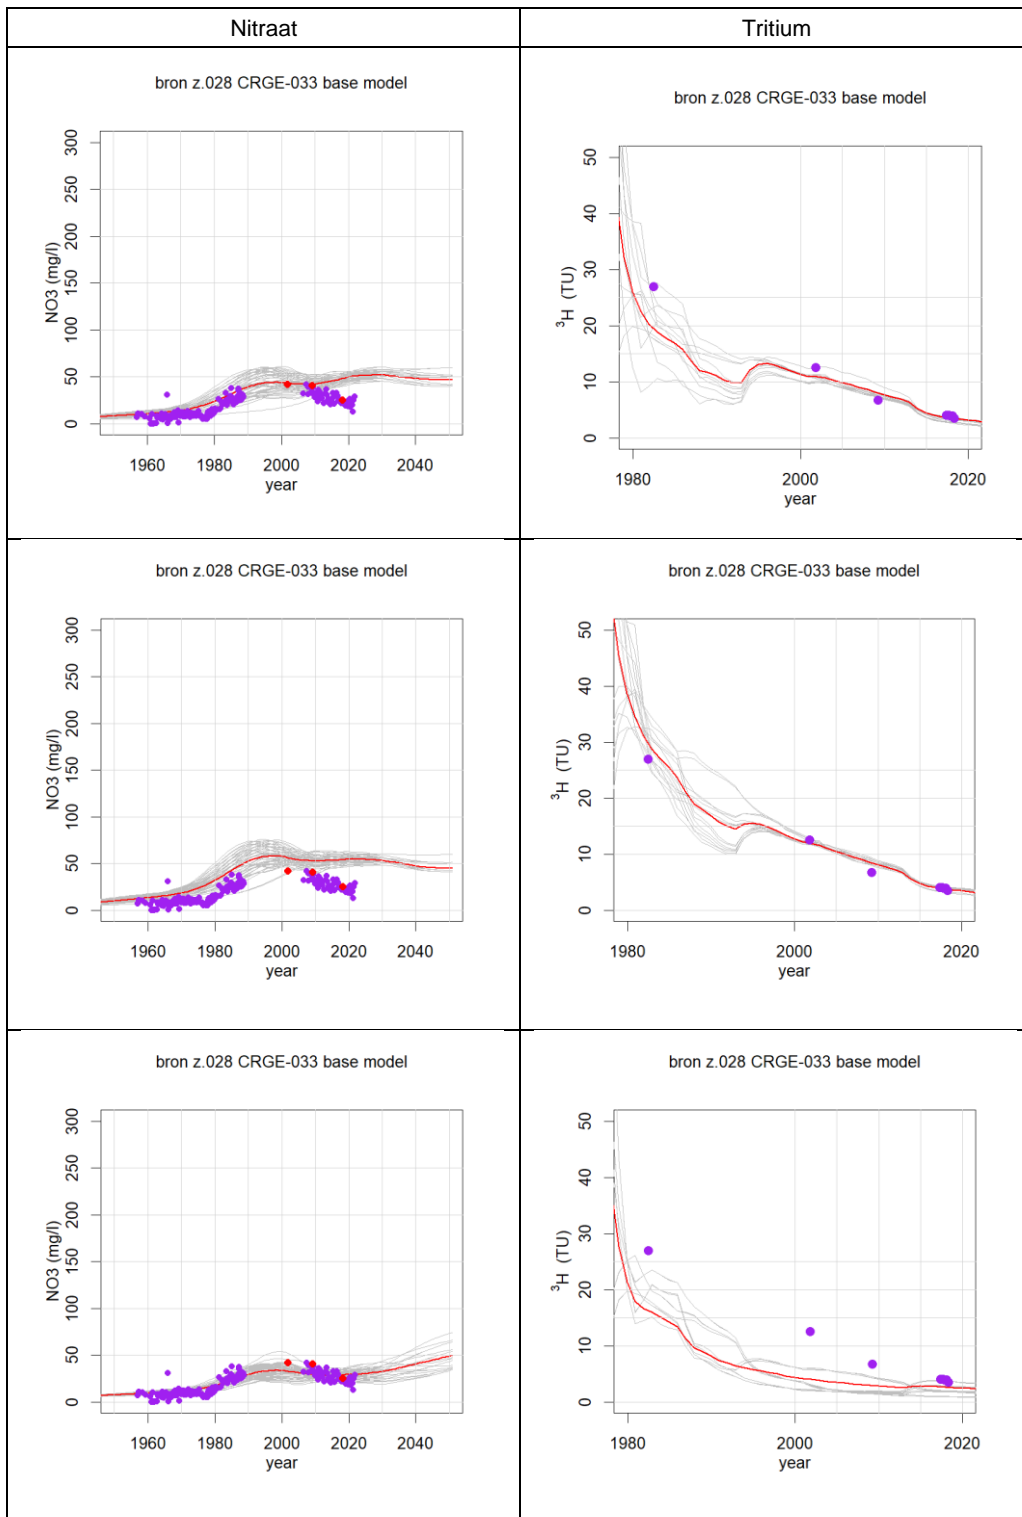 Nitraat
Tritium
bron z.028 CRGE-033 base model
NO3 (mg/l)
0 50 100 150 200 250 300
1960 1980 2000 2020 2040
year
bron z.028 CRGE-033 base model
3H (TU)
0 10 20 30 40 50
1980 2000 2020
year
bron z.028 CRGE-033 base model
NO3 (mg/l)
0 50 100 150 200 250 300
1960 1980 2000 2020 2040
year
bron z.028 CRGE-033 base model
3H (TU)
0 10 20 30 40 50
1980 2000 2020
year
bron z.028 CRGE-033 base model
NO3 (mg/l)
0 50 100 150 200 250 300
1960 1980 2000 2020 2040
year
bron z.028 CRGE-033 base model
3H (TU)
0 10 20 30 40 50
1980 2000 2020
year